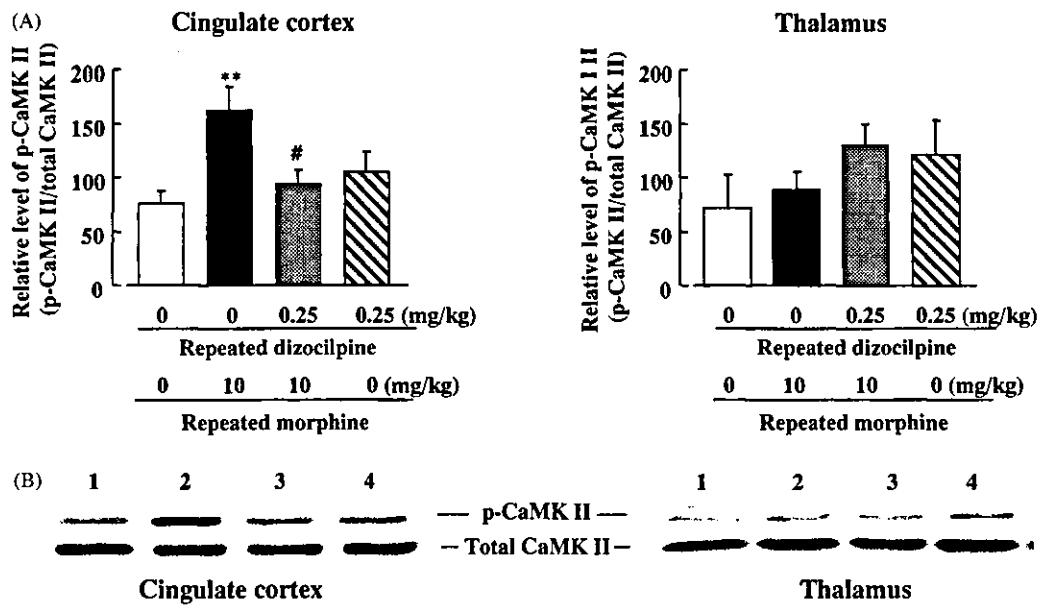 (A)
Cingulate cortex
Relative level of p-CaMK II
(p-CaMK II/total CaMK II)
200
150
100
50
0
**
#
0 0 0.25 0.25 (mg/kg)
Repeated dizocilpine
0 10 10 0 (mg/kg)
Repeated morphine
Thalamus
Relative level of p-CaMK I II
(p-CaMK II/total CaMK II)
200
150
100
50
0
0 0 0.25 0.25 (mg/kg)
Repeated dizocilpine
0 10 10 0 (mg/kg)
Repeated morphine
(B)
1 2 3 4
p-CaMK II
Total CaMK II
1 2 3 4
Cingulate cortex
Thalamus